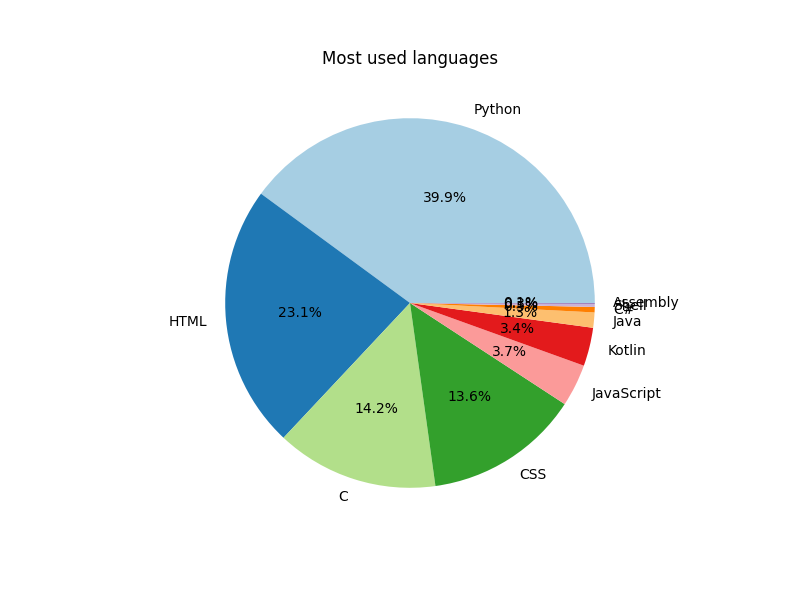 Most used languages
Python
39.9%
HTML
23.1%
C
14.2%
CSS
13.6%
JavaScript
3.7%
Kotlin
3.4%
Java
1.3%
C#
Shell
Assembly